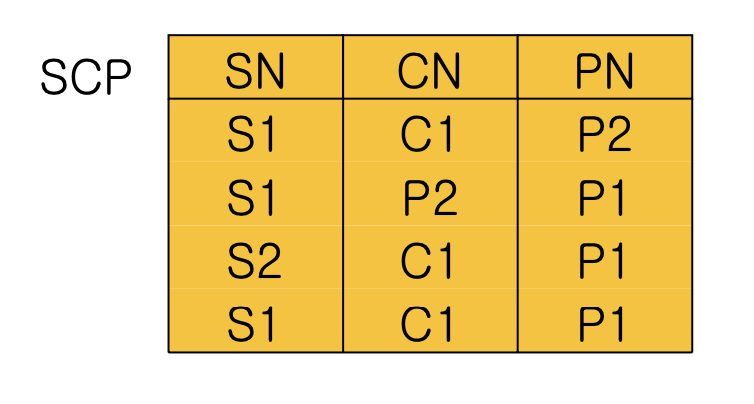 SCP
SN CN PN
S1 C1 P2
S1 P2 P1
S2 C1 P1
S1 C1 P1